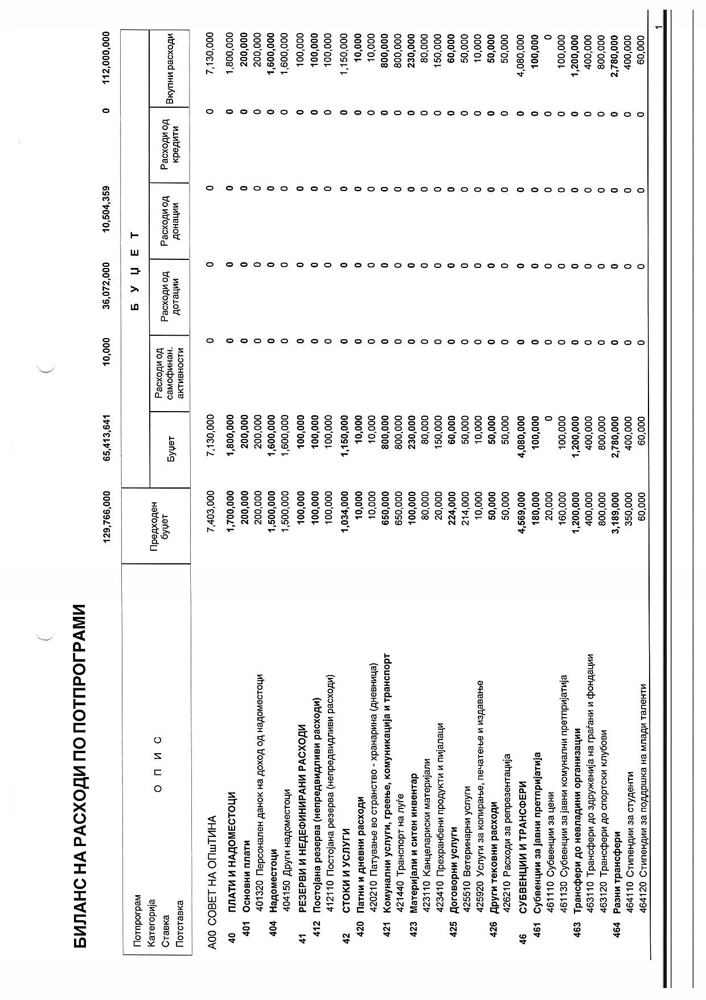 БИЛАНС НА РАСХОДИ ПО ПОТПРОГРАМИ
129,766,000 65,413,641 10,000 36,072,000 10,504,359 0 112,000,000
Потпрограм
Категорија
Ставка
Потставка
О П И С
Предходен буџет
Б У Џ Е Т
Буџет
Расходи од самофинан. активности
Расходи од дотации
Расходи од донации
Расходи од кредити
Вкупни расходи
А00 СОВЕТ НА ОПШТИНА 7,403,000 7,130,000 0 0 0 0 7,130,000
40 ПЛАТИ И НАДОМЕСТОЦИ 1,700,000 1,800,000 0 0 0 0 1,800,000
401 Основни плати 200,000 200,000 0 0 0 0 200,000
401320 Персонален данок на доход од надоместоци 200,000 200,000 0 0 0 0 200,000
404 Надоместоци 1,500,000 1,600,000 0 0 0 0 1,600,000
404150 Други надоместоци 1,500,000 1,600,000 0 0 0 0 1,600,000
41 РЕЗЕРВИ И НЕДЕФИНИРАНИ РАСХОДИ 100,000 100,000 0 0 0 0 100,000
412 Постојана резерва (непредвидливи расходи) 100,000 100,000 0 0 0 0 100,000
412110 Постојана резерва (непредвидливи расходи) 100,000 100,000 0 0 0 0 100,000
42 СТОКИ И УСЛУГИ 1,034,000 1,150,000 0 0 0 0 1,150,000
420 Патни и дневни расходи 10,000 10,000 0 0 0 0 10,000
420210 Патување во странство - хранарина (дневница) 10,000 10,000 0 0 0 0 10,000
421 Комунални услуги, греење, комуникација и транспорт 650,000 800,000 0 0 0 0 800,000
421440 Транспорт на луѓе 650,000 800,000 0 0 0 0 800,000
423 Материјали и ситен инвентар 100,000 230,000 0 0 0 0 230,000
423110 Канцелариски материјали 80,000 80,000 0 0 0 0 80,000
423410 Прехранбени продукти и пијалаци 20,000 150,000 0 0 0 0 150,000
425 Договорни услуги 224,000 60,000 0 0 0 0 60,000
425510 Ветеринарни услуги 214,000 50,000 0 0 0 0 50,000
425920 Услуги за копирање, печатење и издавање 10,000 10,000 0 0 0 0 10,000
426 Други тековни расходи 50,000 50,000 0 0 0 0 50,000
426210 Расходи за репрезентација 50,000 50,000 0 0 0 0 50,000
46 СУБВЕНЦИИ И ТРАНСФЕРИ 4,569,000 4,080,000 0 0 0 0 4,080,000
461 Субвенции за јавни претпријатија 180,000 100,000 0 0 0 0 100,000
461110 Субвенции за цени 20,000 0 0 0 0 0 0
461130 Субвенции за јавни комунални претпријатија 160,000 100,000 0 0 0 0 100,000
463 Трансфери до невладини организации 1,200,000 1,200,000 0 0 0 0 1,200,000
463110 Трансфери до здруженија на граѓани и фондации 400,000 400,000 0 0 0 0 400,000
463120 Трансфери до спортски клубови 800,000 800,000 0 0 0 0 800,000
464 Разни трансфери 3,189,000 2,780,000 0 0 0 0 2,780,000
464110 Стипендии за студенти 350,000 400,000 0 0 0 0 400,000
464120 Стипендии за поддршка на млади таленти 60,000 60,000 0 0 0 0 60,000
1